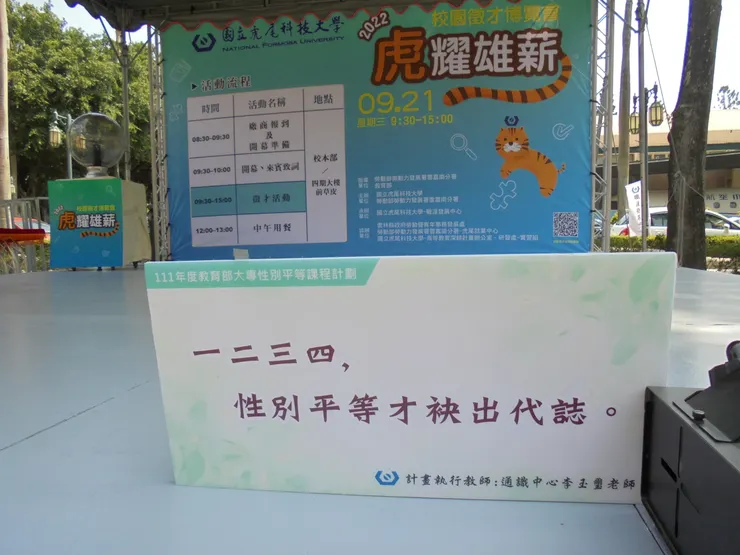 國立虎尾科技大學
NATIONAL FORMOSA UNIVERSITY
2022
校園徵才博覽會
虎耀雄薪
09.21
星期三 9:30-15:00
活動流程
時間 活動名稱 地點
08:30-09:30 廠商報到及開幕準備
09:30-10:00 開幕、來賓致詞
09:30-15:00 徵才活動
12:00-13:00 中午用餐
校本部
/
四期大樓
前草皮
校園徵才博覽會
虎耀雄薪
111年度教育部大專性別平等課程計劃
一二三四,
性別平等才袂出代誌。
計畫執行教師:通識中心李玉璽老師